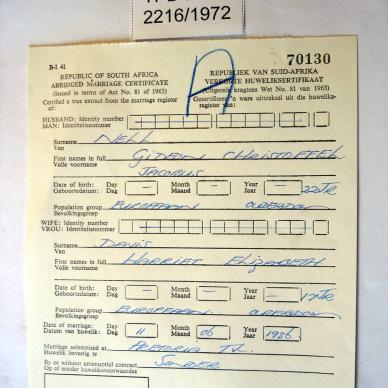 2216/1972
B-I 41
70130
REPUBLIC OF SOUTH AFRICA REPUBLIEK VAN SUID-AFRIKA
ABRIDGED MARRIAGE CERTIFICATE VERKORTE HUWELIKSERTIFIKAAT
(Issued in terms of Act No. 81 of 1963) (Uitgereik kragtens Wet No. 81 van 1963)
Certified a true extract from the marriage register Gesertifiseer 'n ware uittreksel uit die huweliks-
of: register van:
HUSBAND: Identity number
MAN: Identiteitsnommer
Surname NELL
Van
First names in full GIDEON CHRISTOFFEL
Volle voorname JACOBUS
Date of birth: Day — Month — Year — 22 JR
Geboortedatum: Dag Maand Jaar
Population group EUROPEAN
Bevolkingsgroep
WIFE: Identity number
VROU: Identiteitsnommer
Surname DAVIS
Van
First names in full HARRIET ELIZABETH
Volle voorname
Date of birth: Day — Month — Year — 17 JR
Geboortedatum: Dag Maand Jaar
Population group EUROPEAN
Bevolkingsgroep
Date of marriage: Day 11 Month 06 Year 1936
Datum van huwelik: Dag Maand Jaar
Marriage solemnised at PRETORIA TVL
Huwelik bevestig te
By or without antenuptial contract SONDER
Op of sonder huweliksvoorwaardes